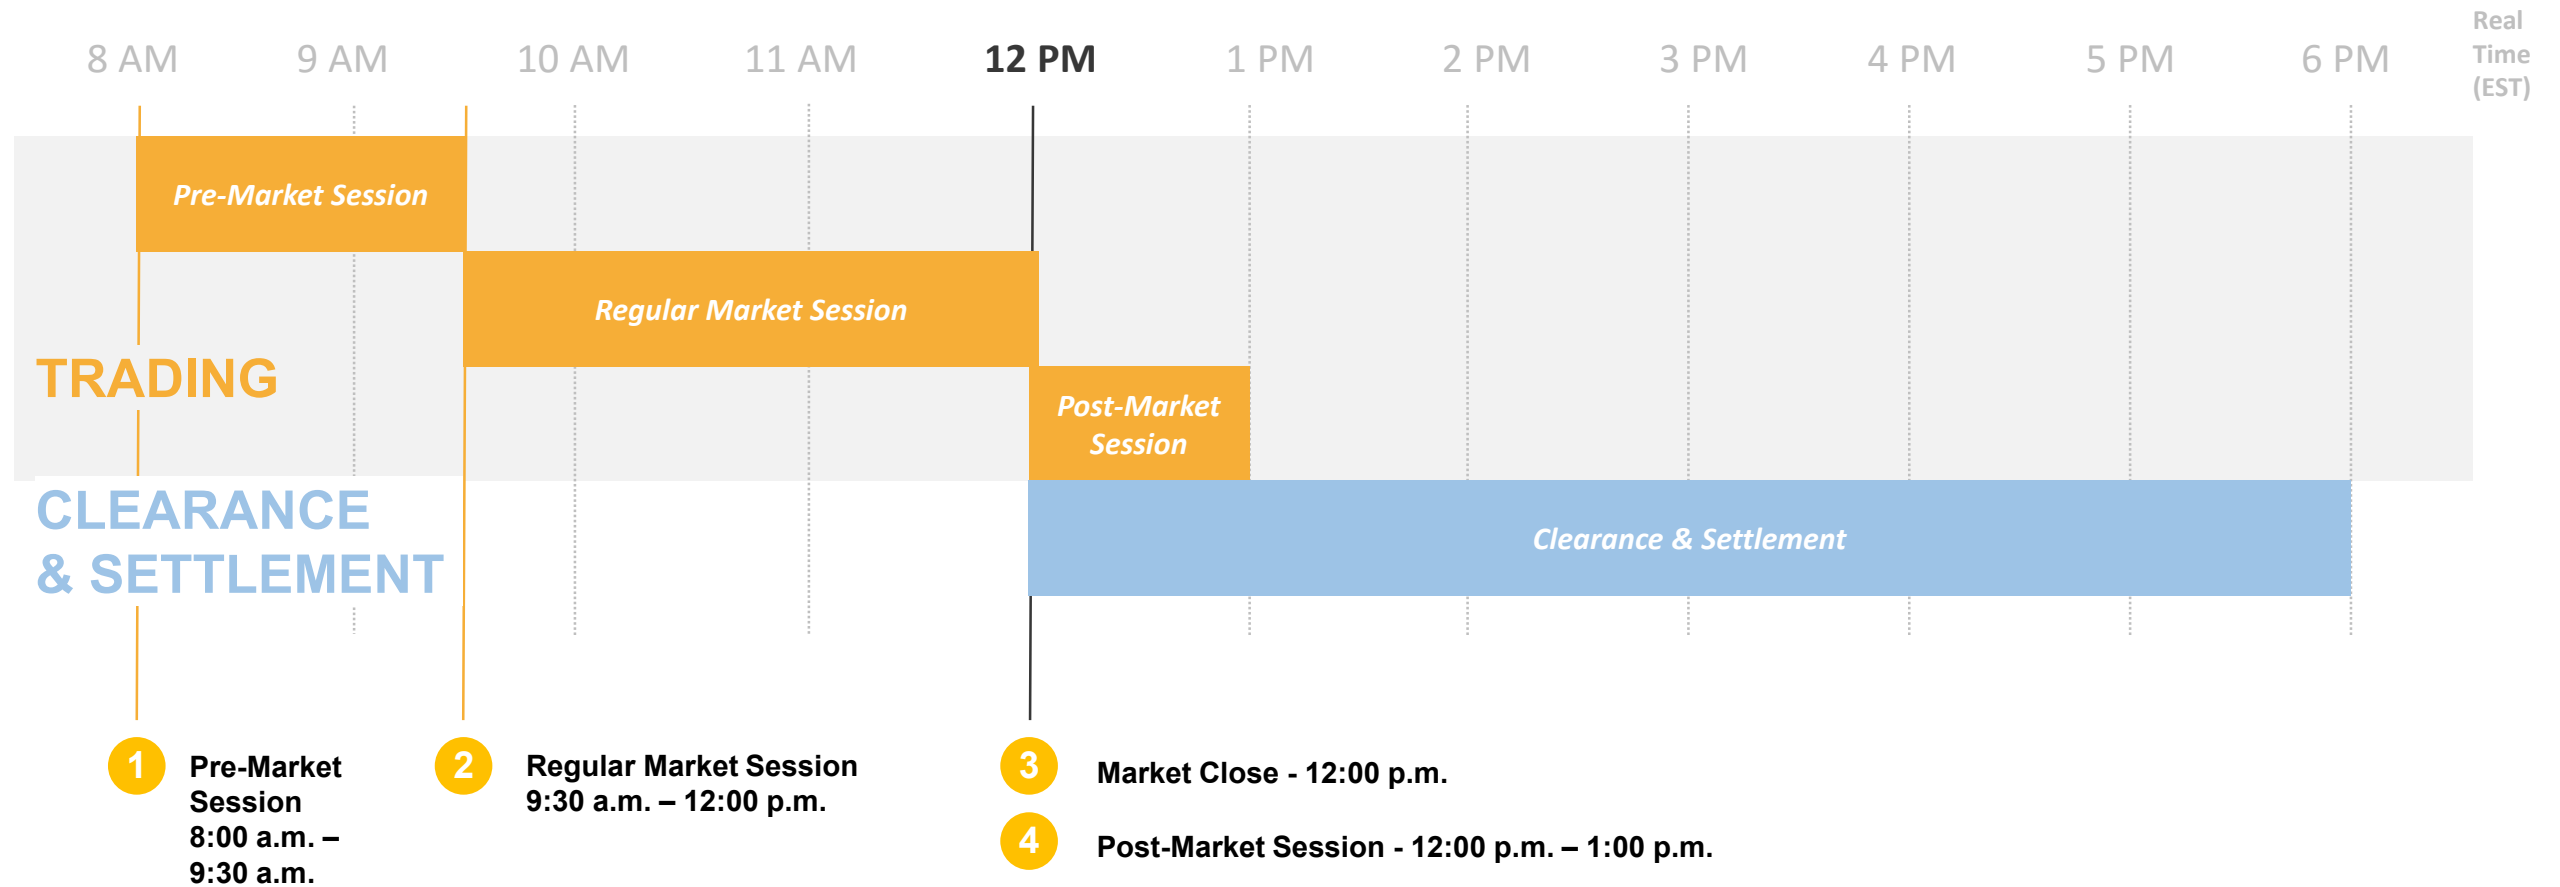 8 AM
9 AM
10 AM
11 AM
12 PM
1 PM
2 PM
3 PM
4 PM
5 PM
6 PM
Real
Time
(EST)
Pre-Market Session
Regular Market Session
TRADING
Post-Market
Session
CLEARANCE
& SETTLEMENT
Clearance & Settlement
1
Pre-Market
Session
8:00 a.m. –
9:30 a.m.
2
Regular Market Session
9:30 a.m. – 12:00 p.m.
3
Market Close - 12:00 p.m.
4
Post-Market Session - 12:00 p.m. – 1:00 p.m.